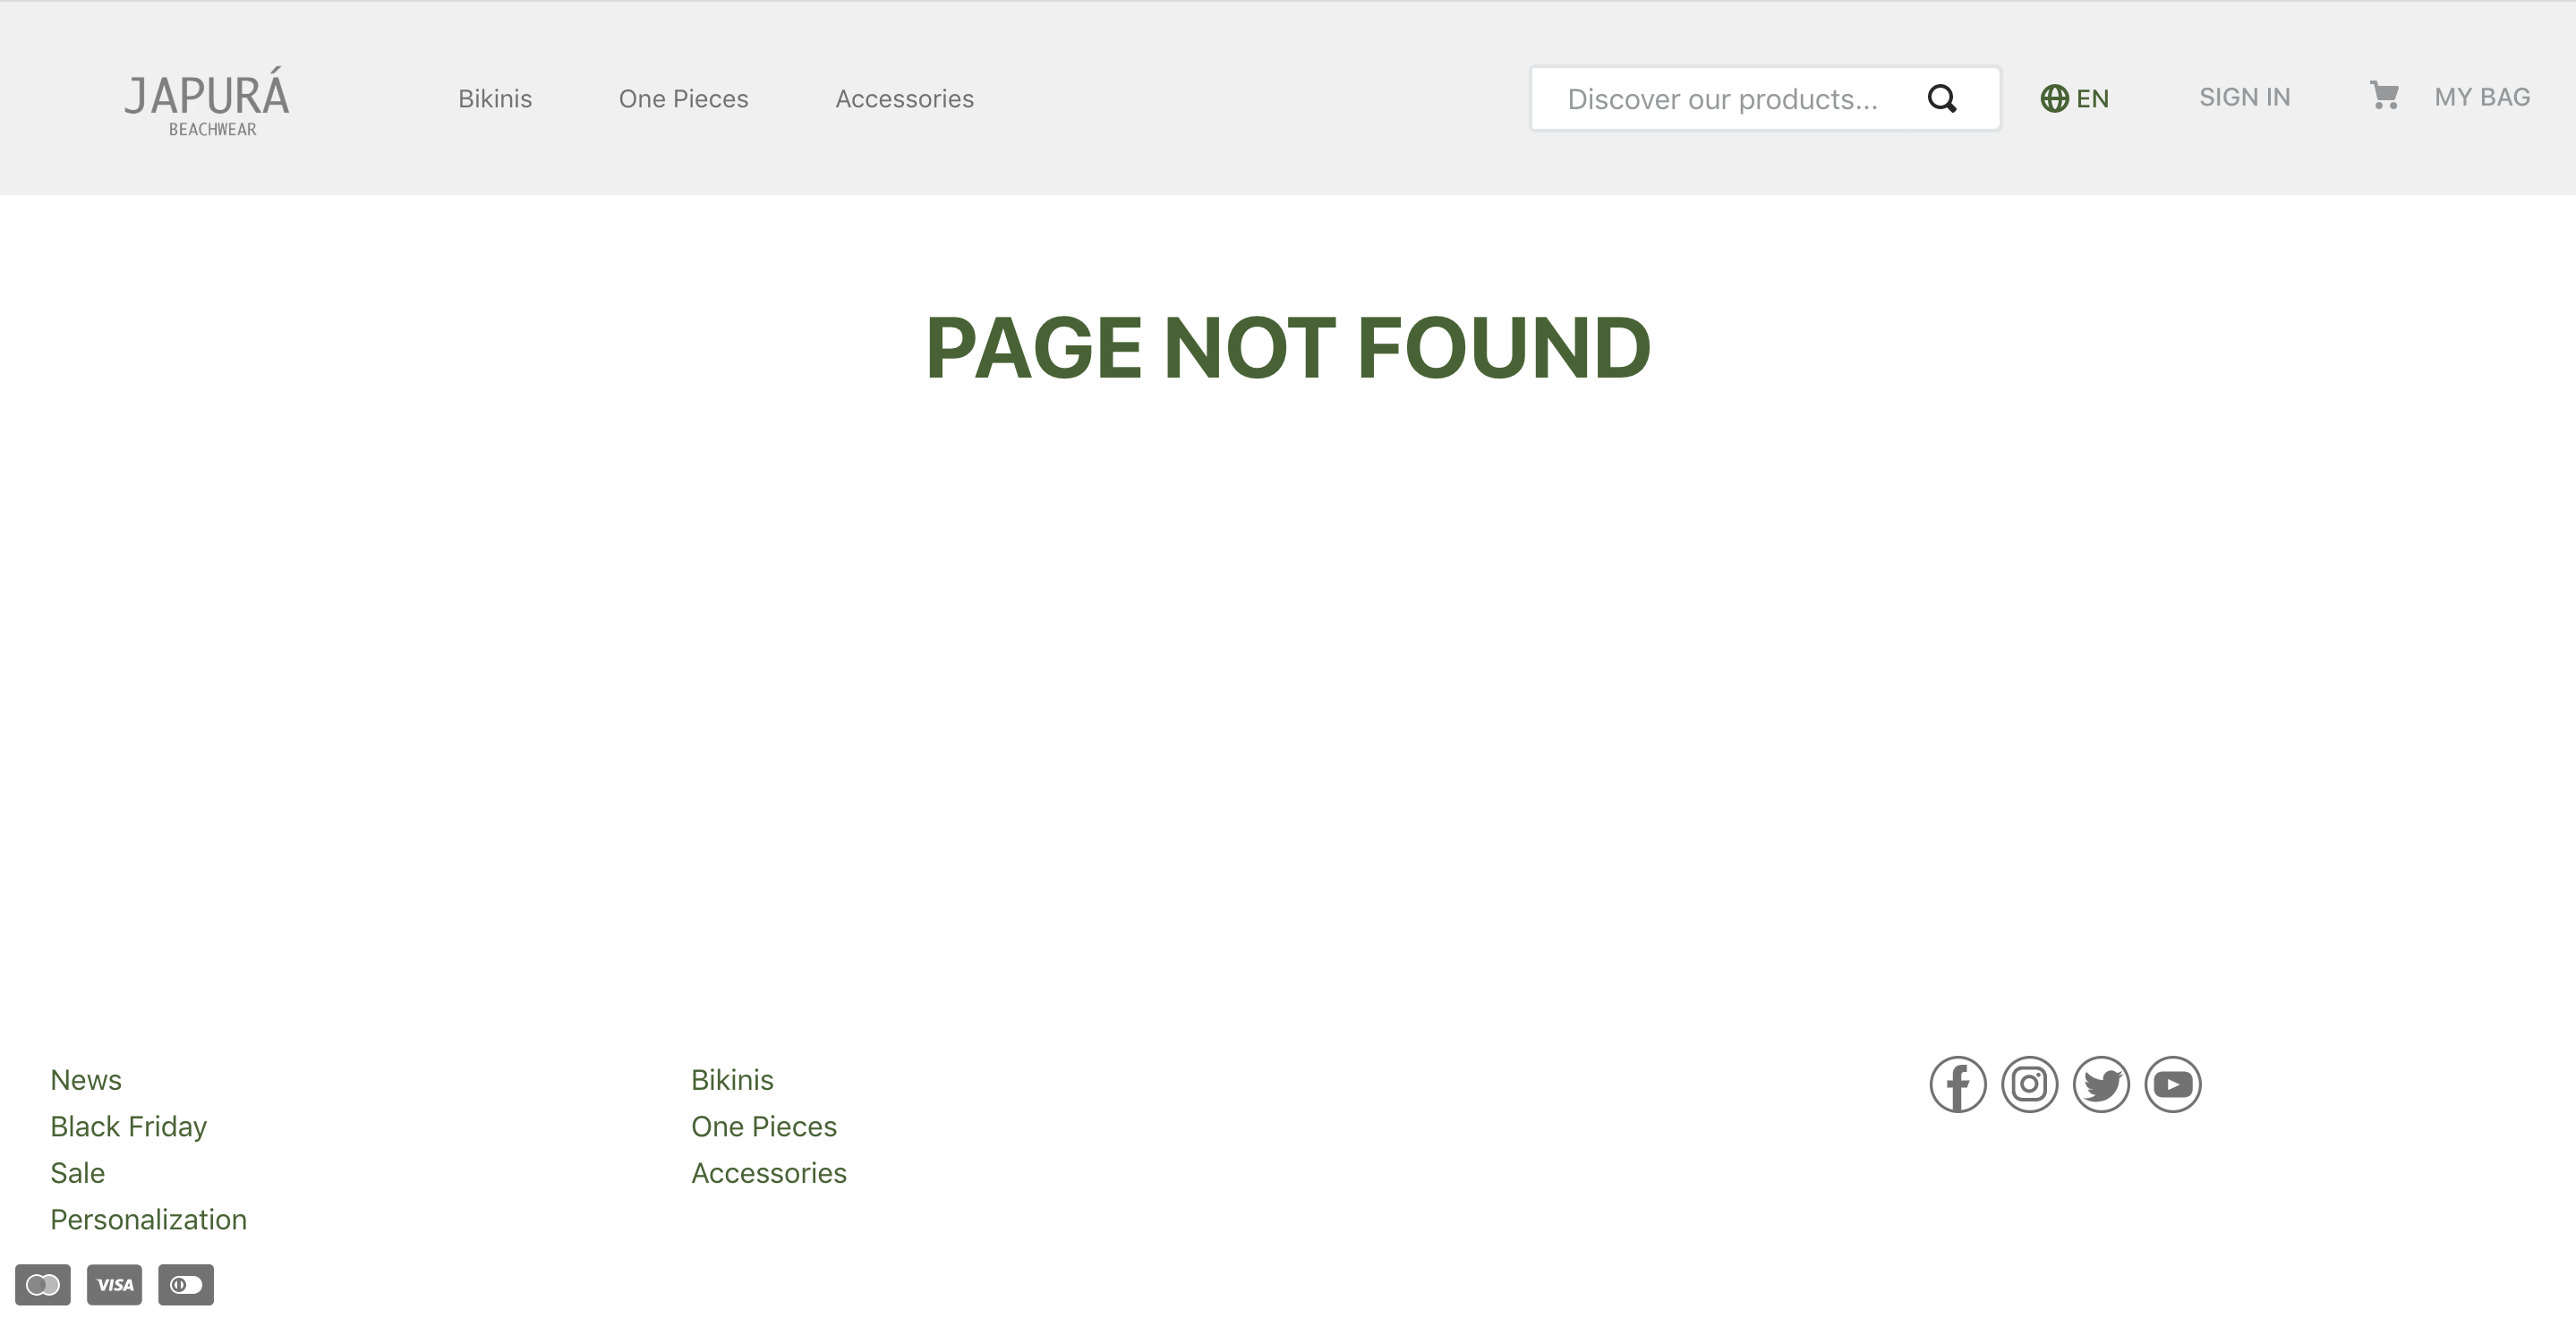 JAPURÁ
BEACHWEAR
Bikinis
One Pieces
Accessories
Discover our products...
EN
SIGN IN
MY BAG
PAGE NOT FOUND
News
Black Friday
Sale
Personalization
Bikinis
One Pieces
Accessories
VISA